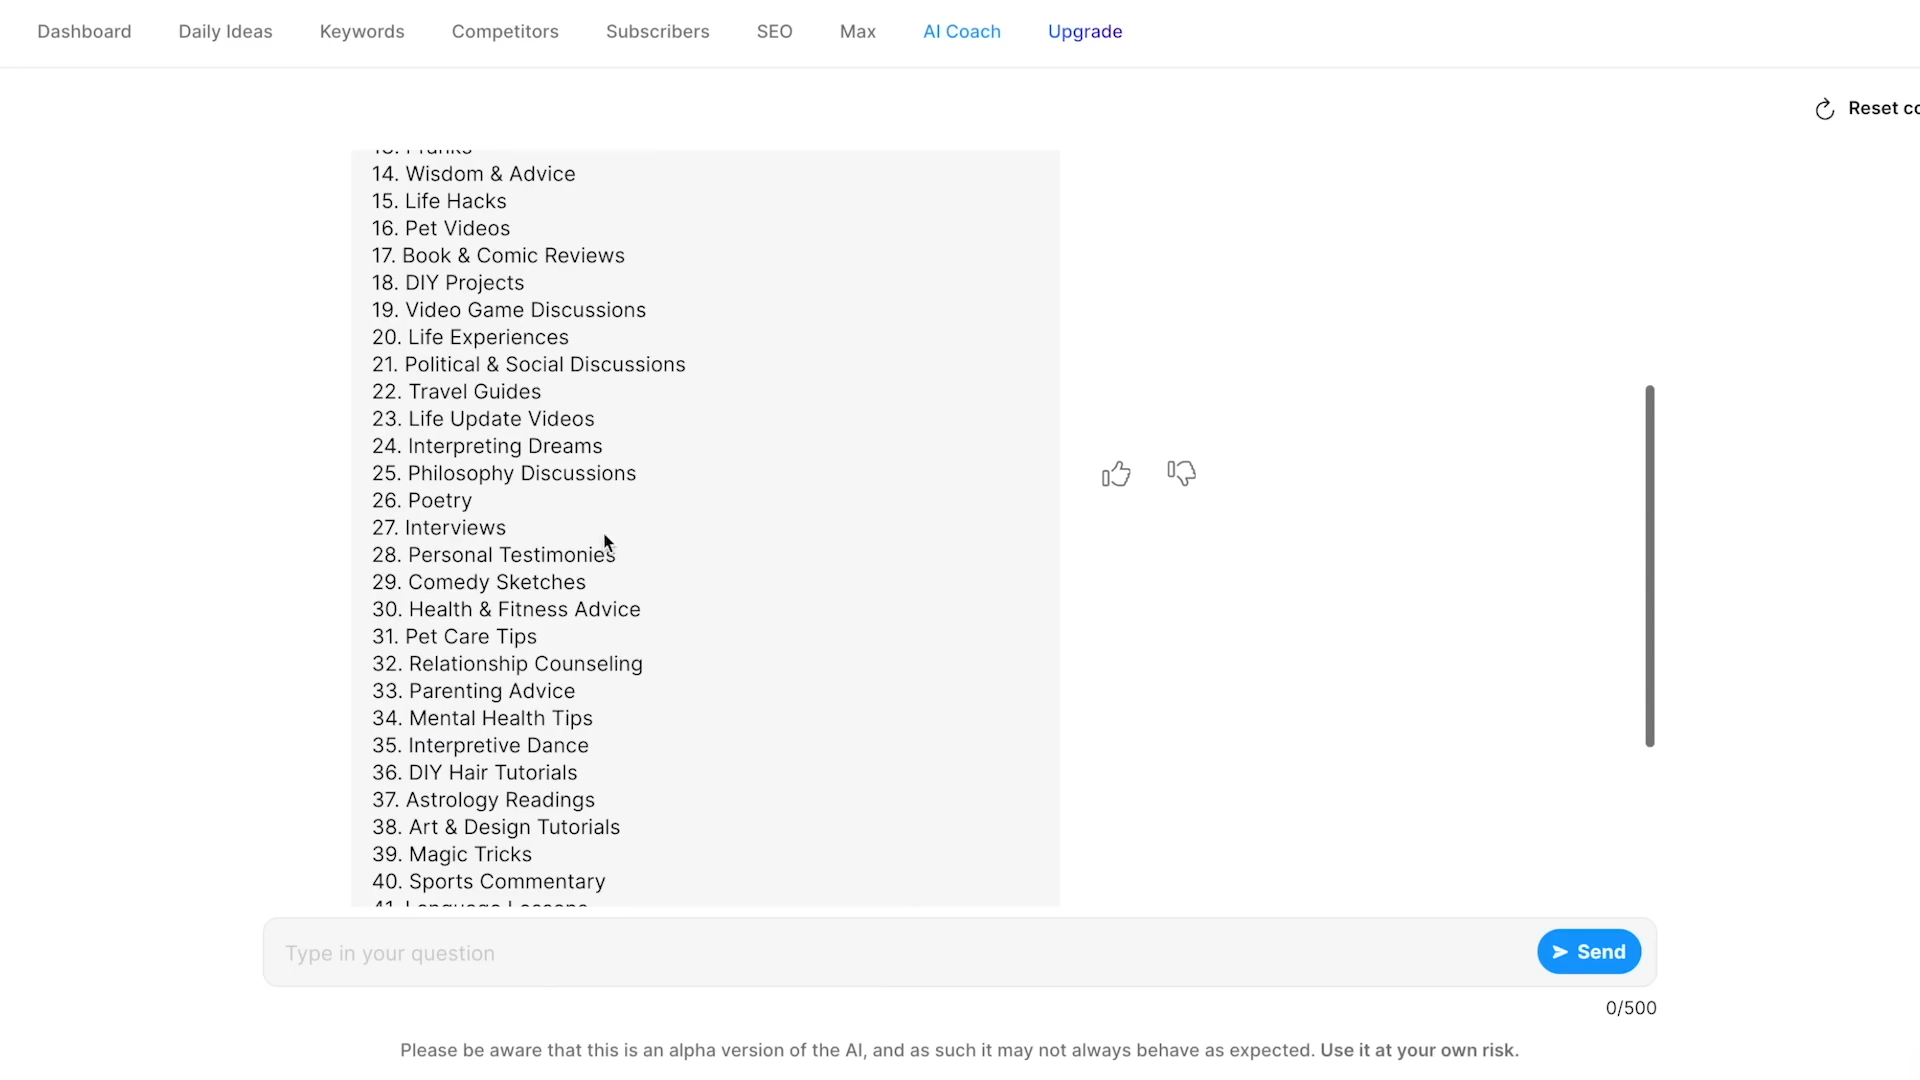 Dashboard Daily Ideas Keywords Competitors Subscribers SEO Max AI Coach Upgrade
Reset
14. Wisdom & Advice
15. Life Hacks
16. Pet Videos
17. Book & Comic Reviews
18. DIY Projects
19. Video Game Discussions
20. Life Experiences
21. Political & Social Discussions
22. Travel Guides
23. Life Update Videos
24. Interpreting Dreams
25. Philosophy Discussions
26. Poetry
27. Interviews
28. Personal Testimonies
29. Comedy Sketches
30. Health & Fitness Advice
31. Pet Care Tips
32. Relationship Counseling
33. Parenting Advice
34. Mental Health Tips
35. Interpretive Dance
36. DIY Hair Tutorials
37. Astrology Readings
38. Art & Design Tutorials
39. Magic Tricks
40. Sports Commentary
Type in your question
Send
0/500
Please be aware that this is an alpha version of the AI, and as such it may not always behave as expected. Use it at your own risk.